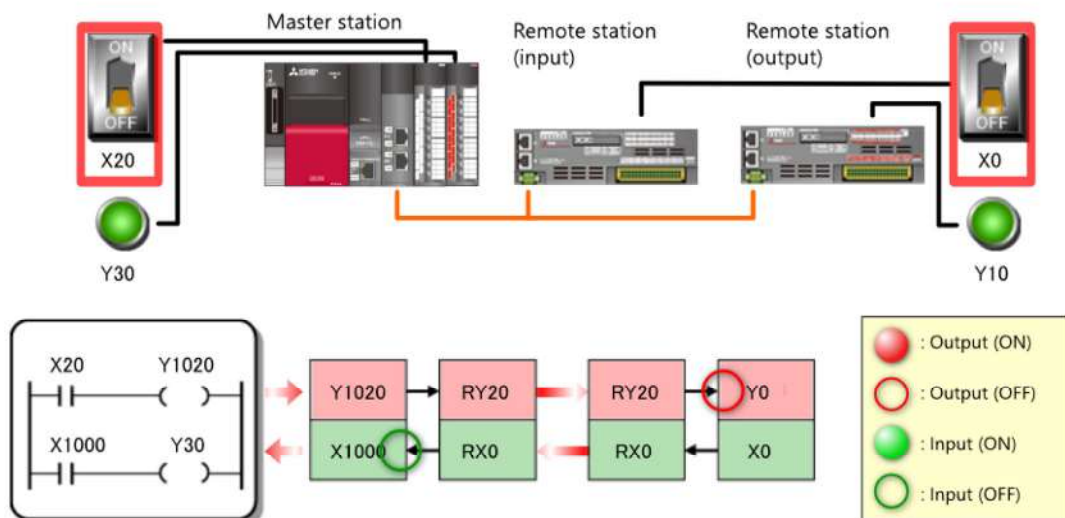 Master station
Remote station
(input)
Remote station
(output)
ON
OFF
X20
Y30
ON
OFF
X0
Y10
X20 Y1020
X1000 Y30
Y1020 RY20 RY20 Y0
X1000 RX0 RX0 X0
: Output (ON)
: Output (OFF)
: Input (ON)
: Input (OFF)